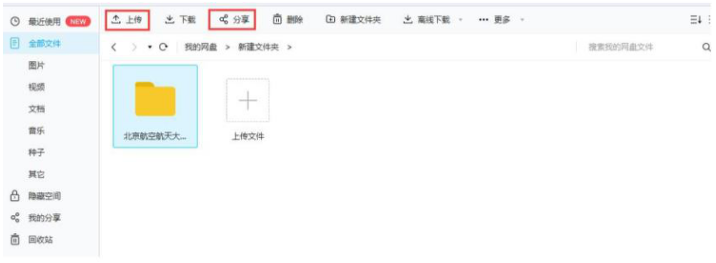 最近使用 NEW
上传 下载 分享 删除 新建文件夹 离线下载 更多
全部文件
我的网盘 > 新建文件夹 >
搜索我的网盘文件
图片
视频
文档
音乐
种子
其它
隐藏空间
我的分享
回收站
北京航空航天大...
上传文件